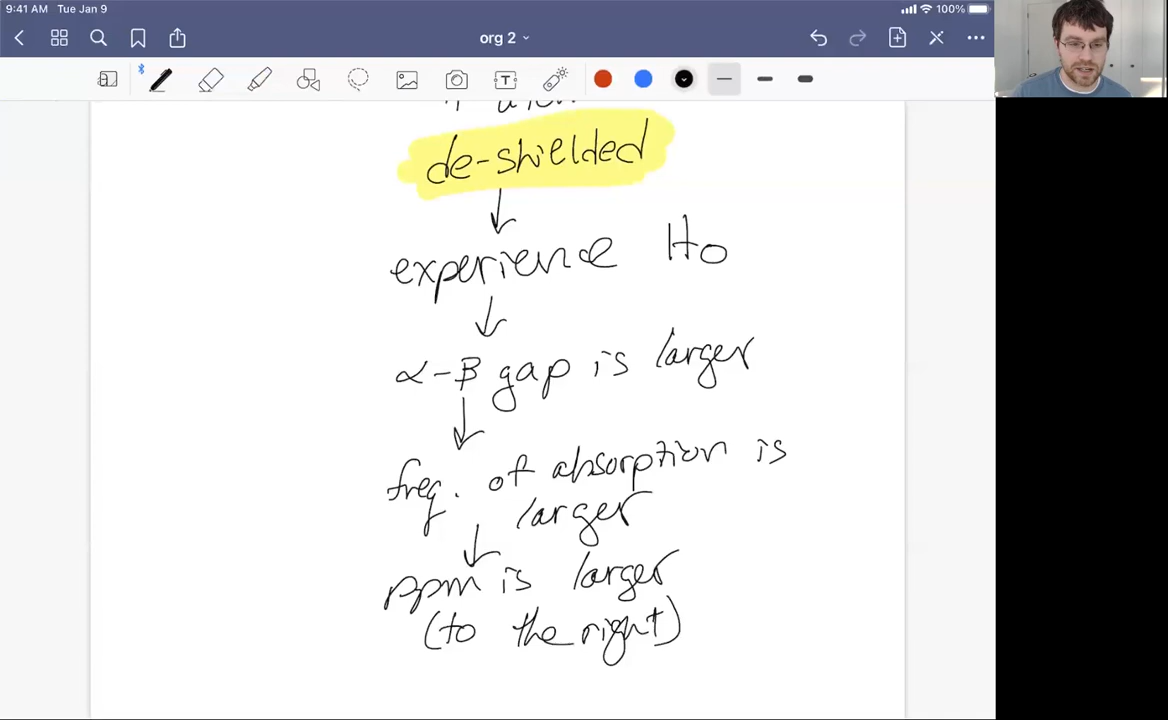 9:41 AM Tue Jan 9
100%
org 2
de-shielded
experience Ho
α-β gap is larger
freq. of absorption is
larger
ppm is larger
(to the right)